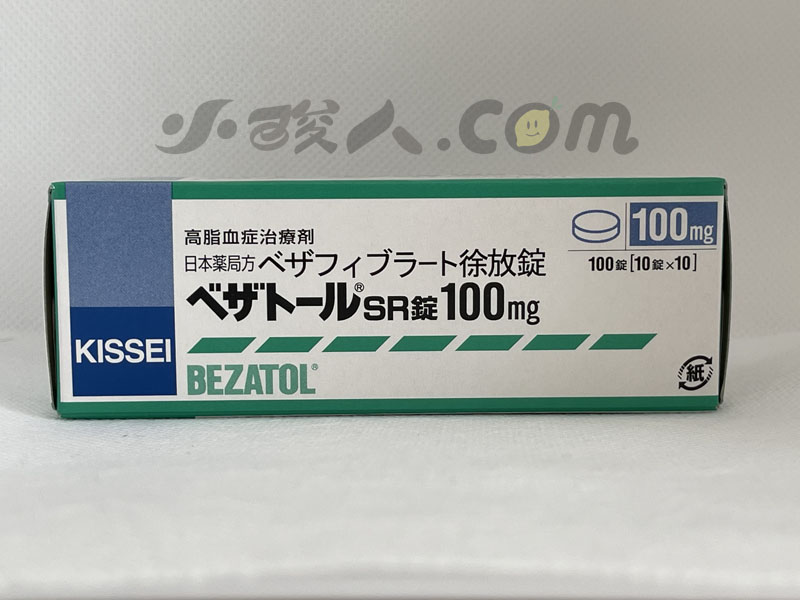 小酸人.com
高脂血症治療剤
日本薬局方 ベザフィブラート徐放錠
ベザトール® SR錠100mg
100mg
100錠［10錠×10］
KISSEI
BEZATOL®
紙